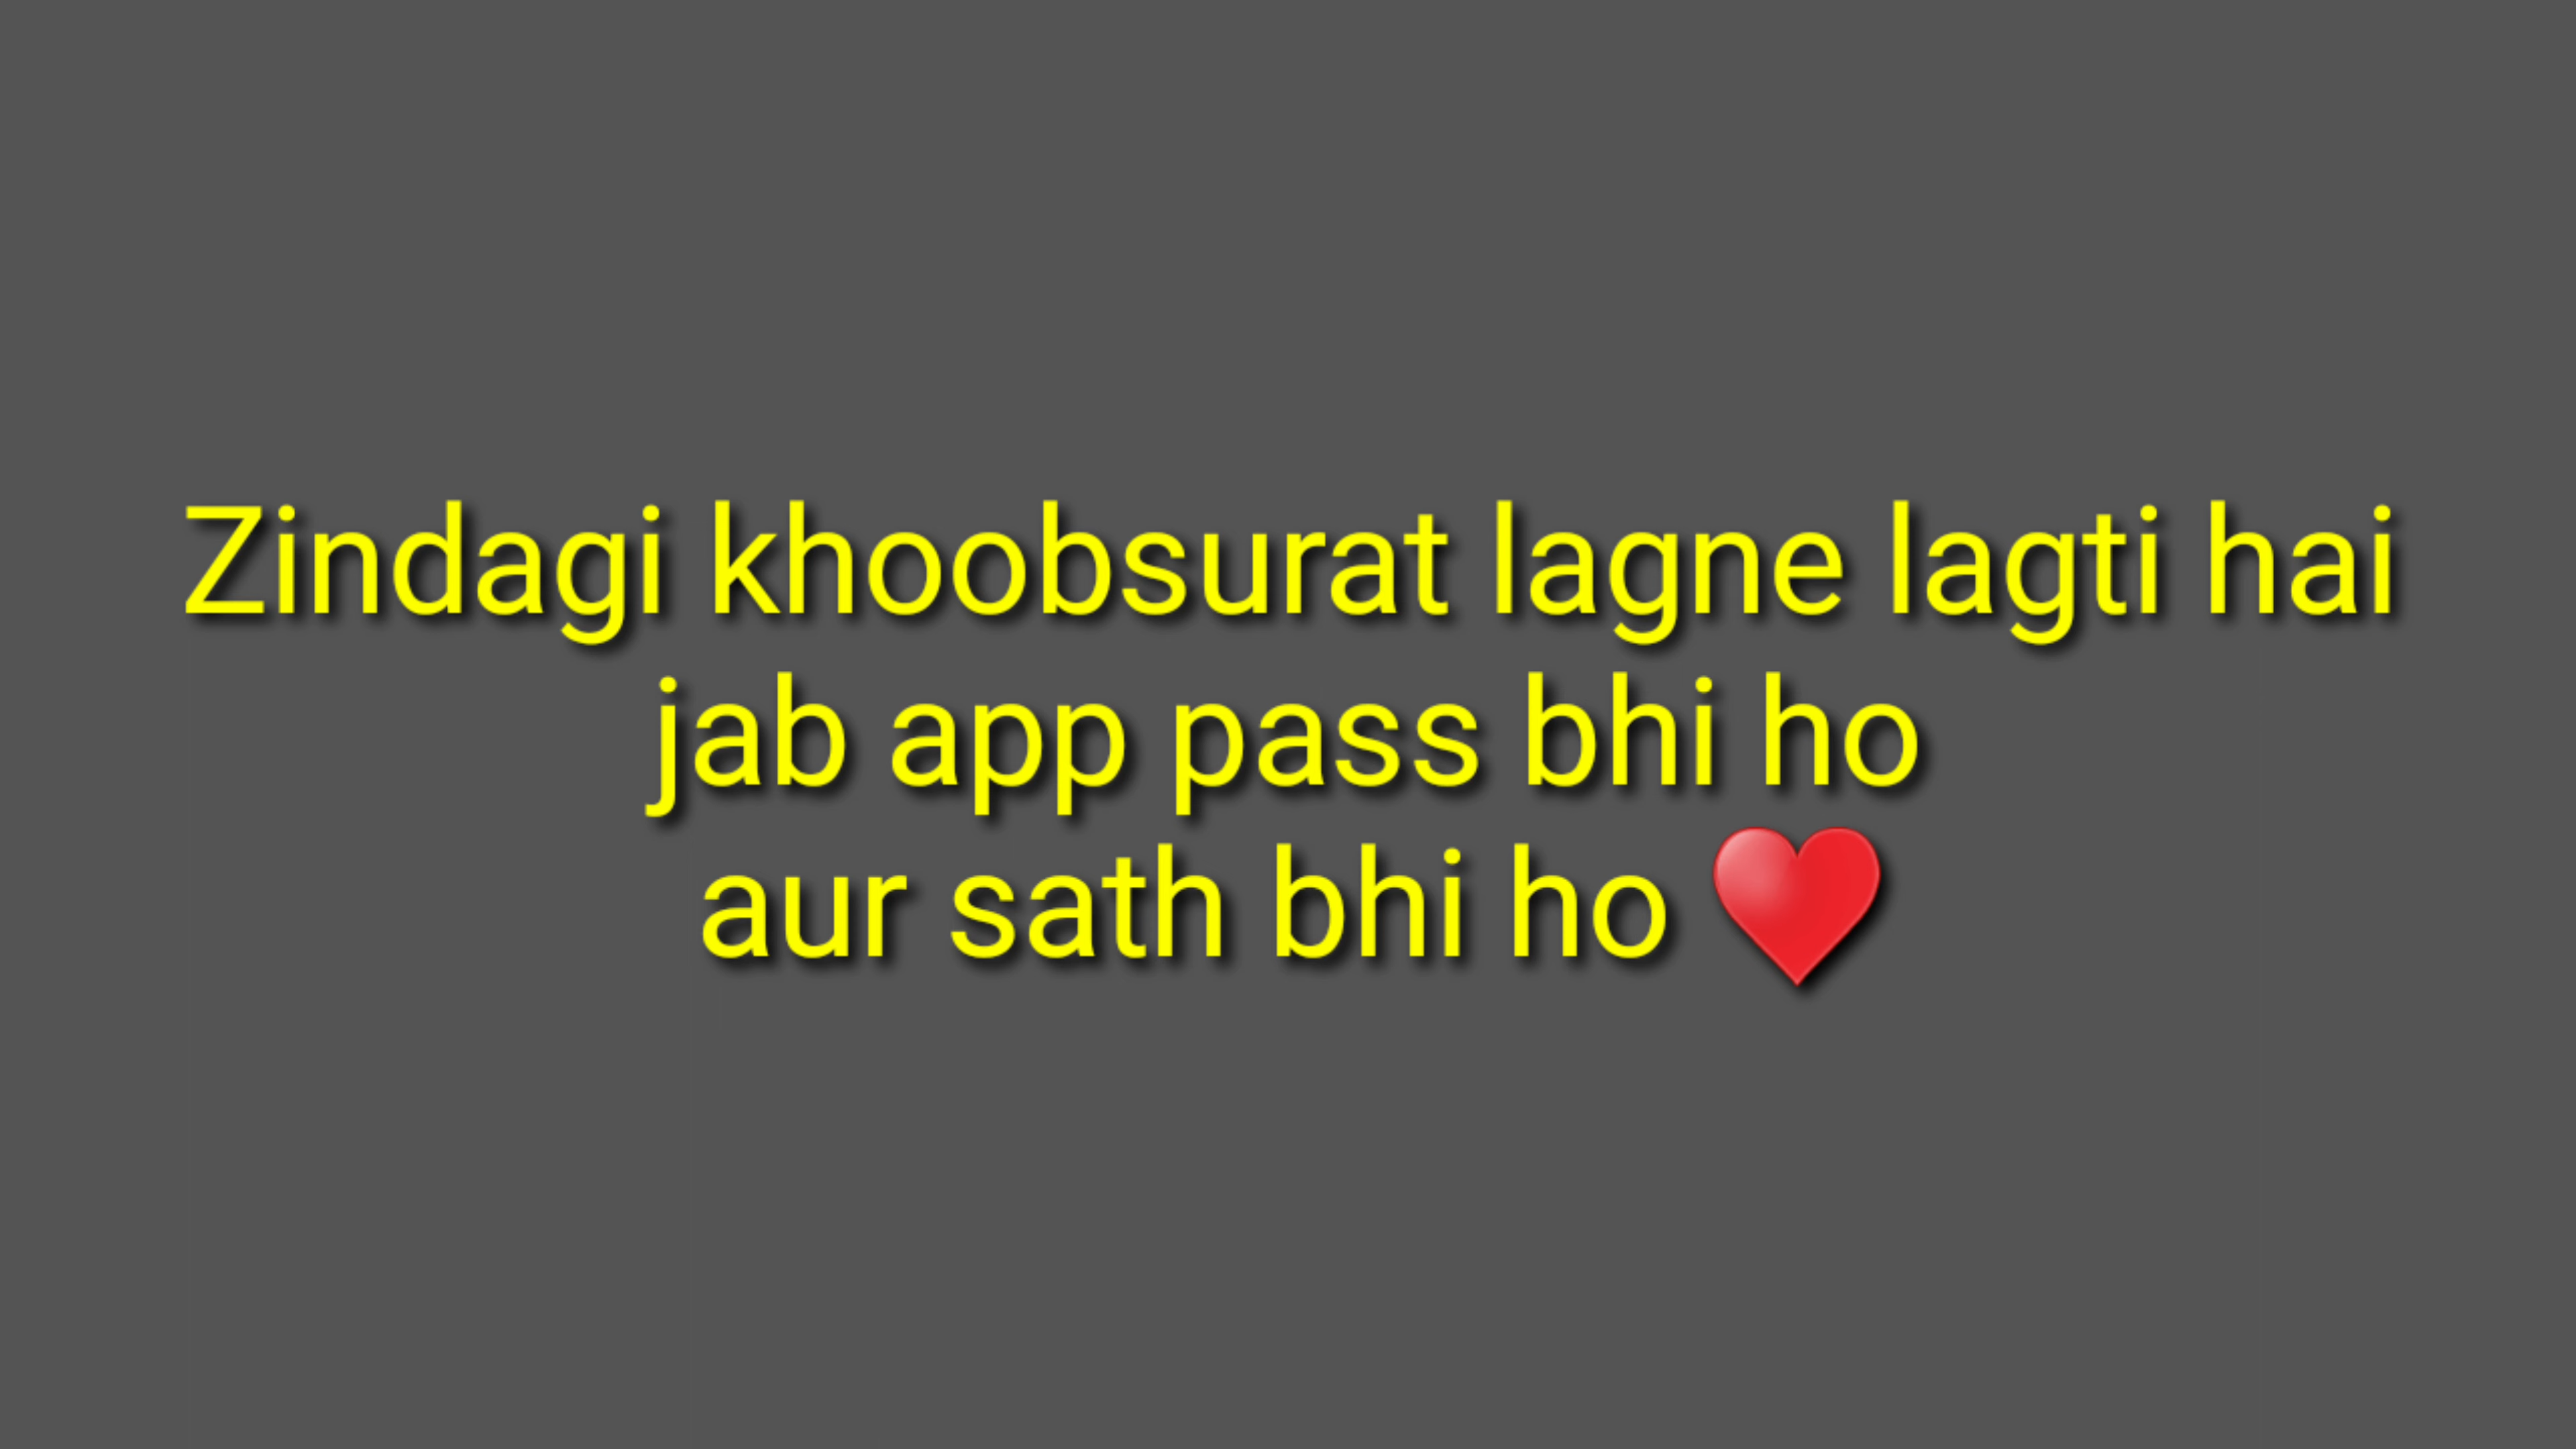 Zindagi khoobsurat lagne lagti hai
jab app pass bhi ho
aur sath bhi ho ♥️